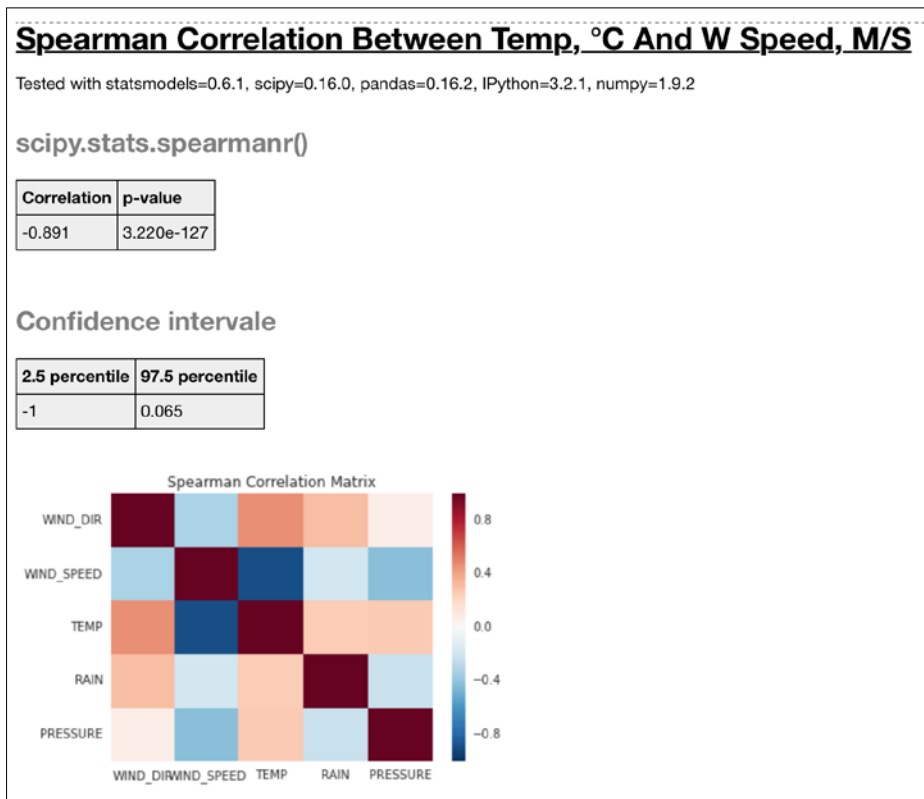 Spearman Correlation Between Temp, °C And W Speed, M/S
Tested with statsmodels=0.6.1, scipy=0.16.0, pandas=0.16.2, IPython=3.2.1, numpy=1.9.2
scipy.stats.spearmanr()
Correlation p-value
-0.891 3.220e-127
Confidence intervale
2.5 percentile 97.5 percentile
-1 0.065
Spearman Correlation Matrix
WIND_DIR
0.8
WIND_SPEED
0.4
TEMP
0.0
RAIN
−0.4
PRESSURE
−0.8
WIND_DIR WIND_SPEED TEMP RAIN PRESSURE